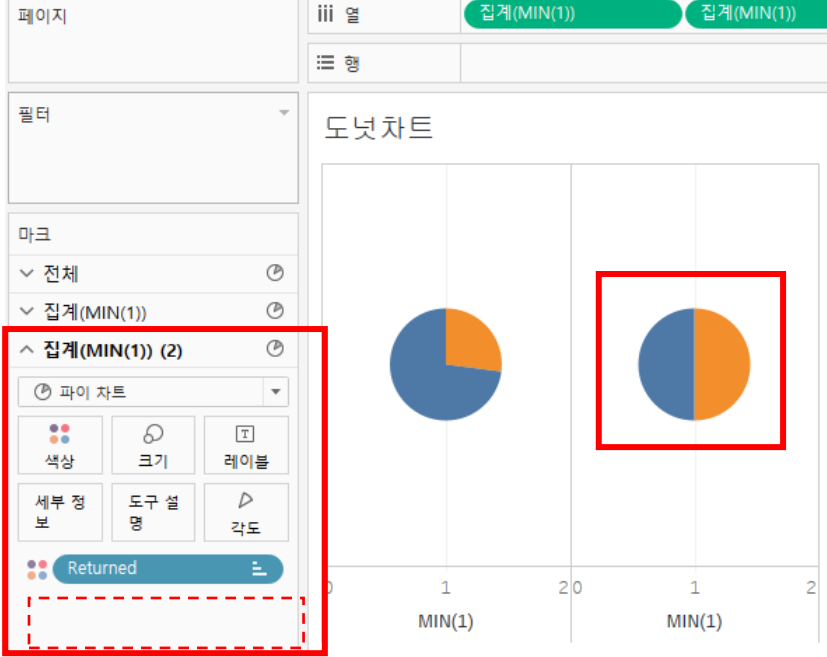 페이지
열
집계(MIN(1))
집계(MIN(1))
행
필터
도넛차트
마크
전체
집계(MIN(1))
집계(MIN(1)) (2)
파이 차트
색상
크기
T
레이블
세부 정
보
도구 설
명
각도
Returned
0 1 2 0 1 2
MIN(1) MIN(1)